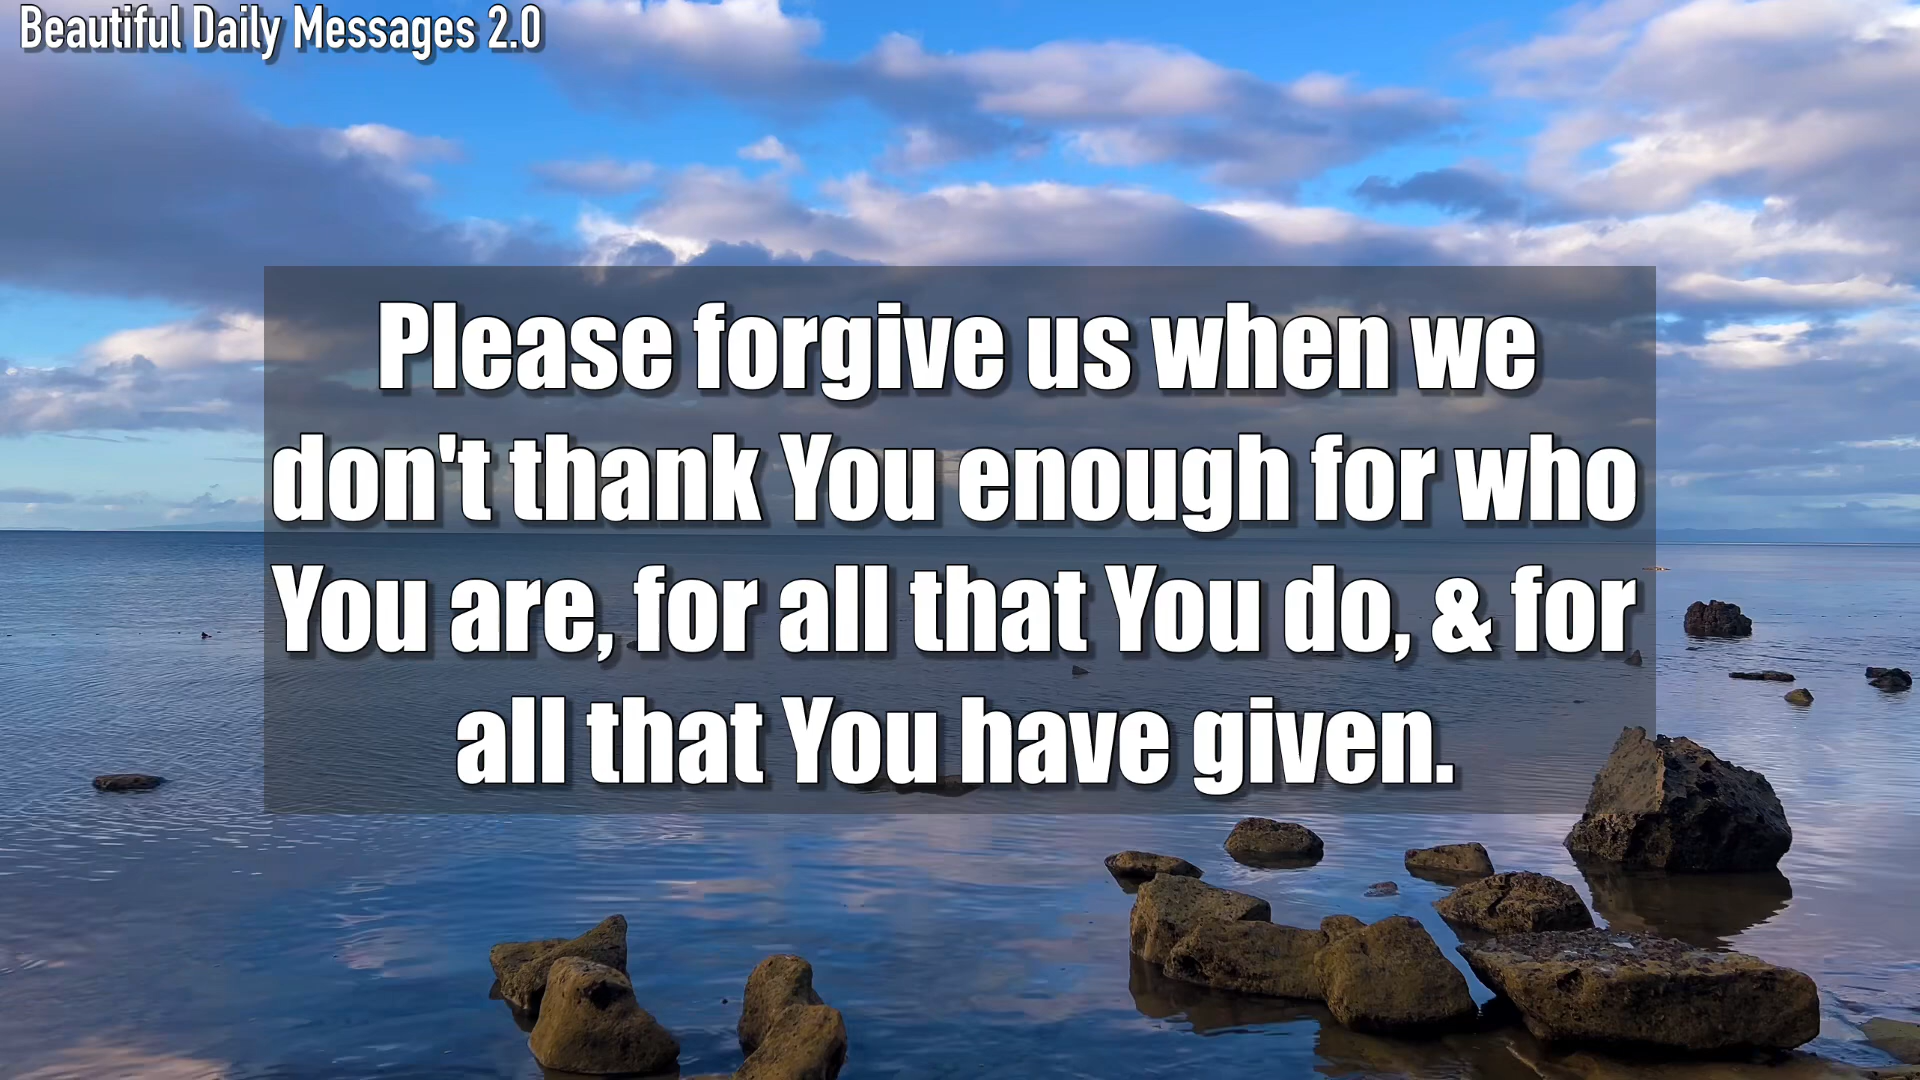 Beautiful Daily Messages 2.0
Please forgive us when we
don't thank You enough for who
You are, for all that You do, & for
all that You have given.